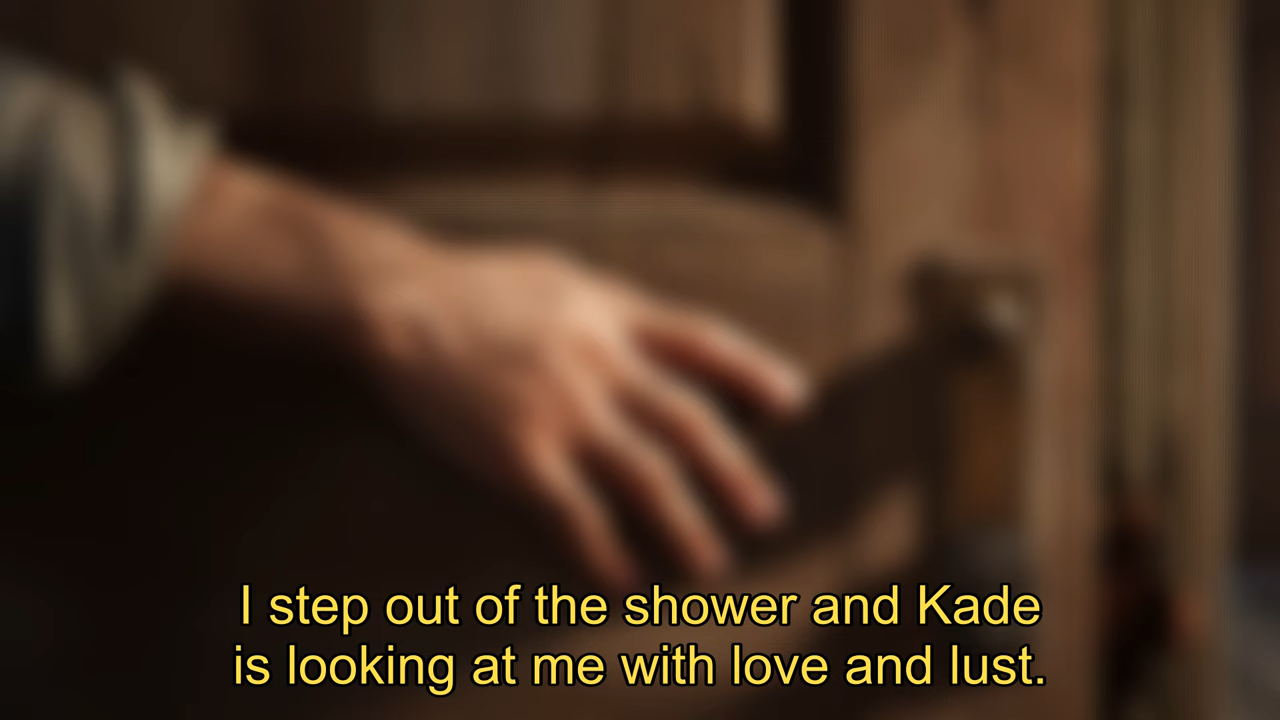 I step out of the shower and Kade
is looking at me with love and lust.